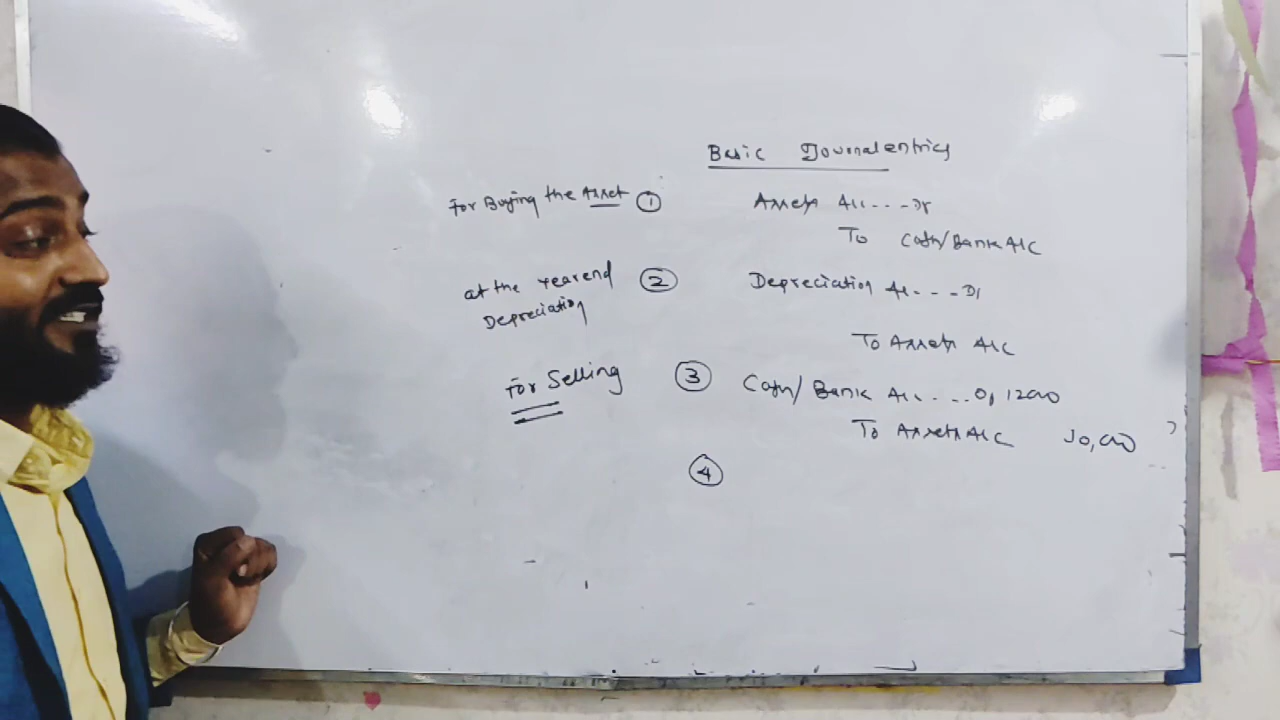 Basic Journal entries
For Buying the Asset ① Assets A/c....Dr
To Cash/Bank A/C
at the Year end ② Depreciation A/c....Dr
Depreciation
To Assets A/C
For Selling ③ Cash/Bank A/c....Dr 12000
To Assets A/C 10,000
④